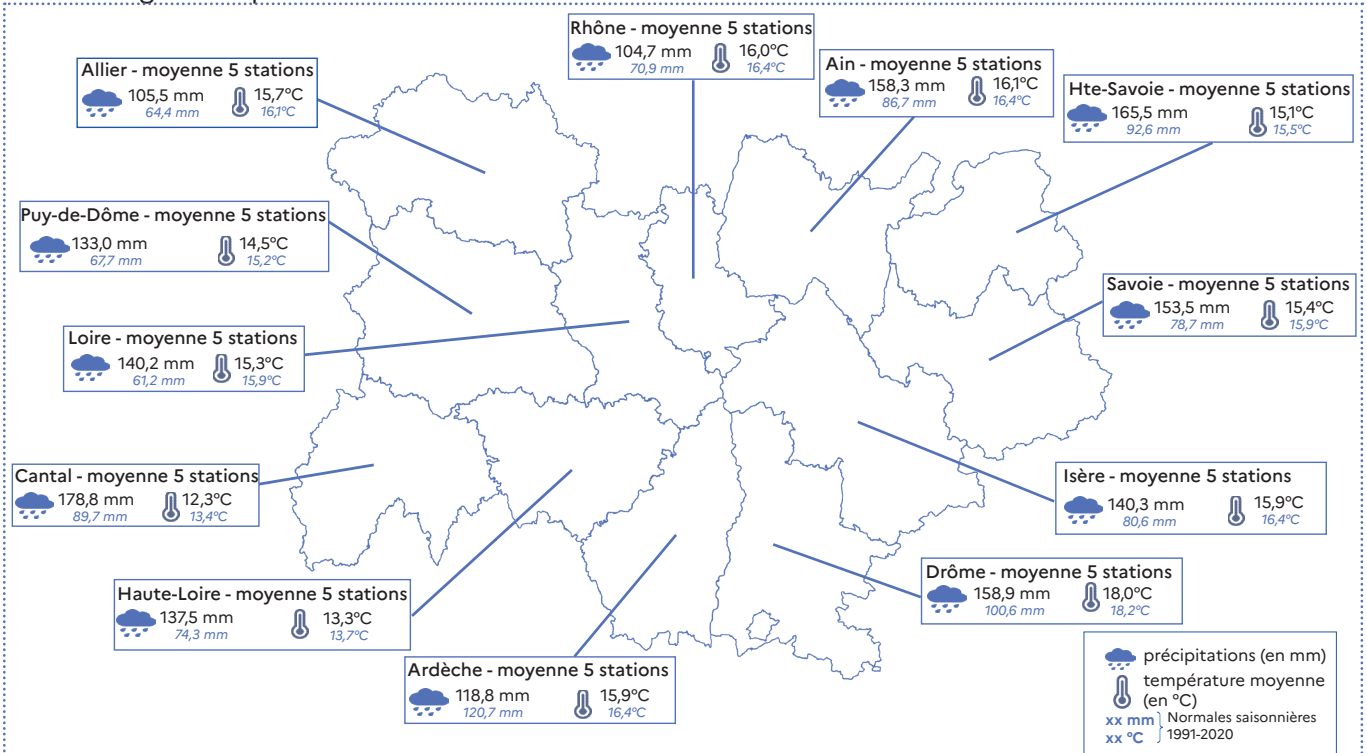 Rhône - moyenne 5 stations
104,7 mm 16,0°C
70,9 mm 16,4°C
Allier - moyenne 5 stations
105,5 mm 15,7°C
64,4 mm 16,1°C
Ain - moyenne 5 stations
158,3 mm 16,1°C
86,7 mm 16,4°C
Hte-Savoie - moyenne 5 stations
165,5 mm 15,1°C
92,6 mm 15,5°C
Puy-de-Dôme - moyenne 5 stations
133,0 mm 14,5°C
67,7 mm 15,2°C
Savoie - moyenne 5 stations
153,5 mm 15,4°C
78,7 mm 15,9°C
Loire - moyenne 5 stations
140,2 mm 15,3°C
61,2 mm 15,9°C
Cantal - moyenne 5 stations
178,8 mm 12,3°C
89,7 mm 13,4°C
Isère - moyenne 5 stations
140,3 mm 15,9°C
80,6 mm 16,4°C
Drôme - moyenne 5 stations
158,9 mm 18,0°C
100,6 mm 18,2°C
Haute-Loire - moyenne 5 stations
137,5 mm 13,3°C
74,3 mm 13,7°C
Ardèche - moyenne 5 stations
118,8 mm 15,9°C
120,7 mm 16,4°C
précipitations (en mm)
température moyenne
(en °C)
xx mm Normales saisonnières
xx °C 1991-2020